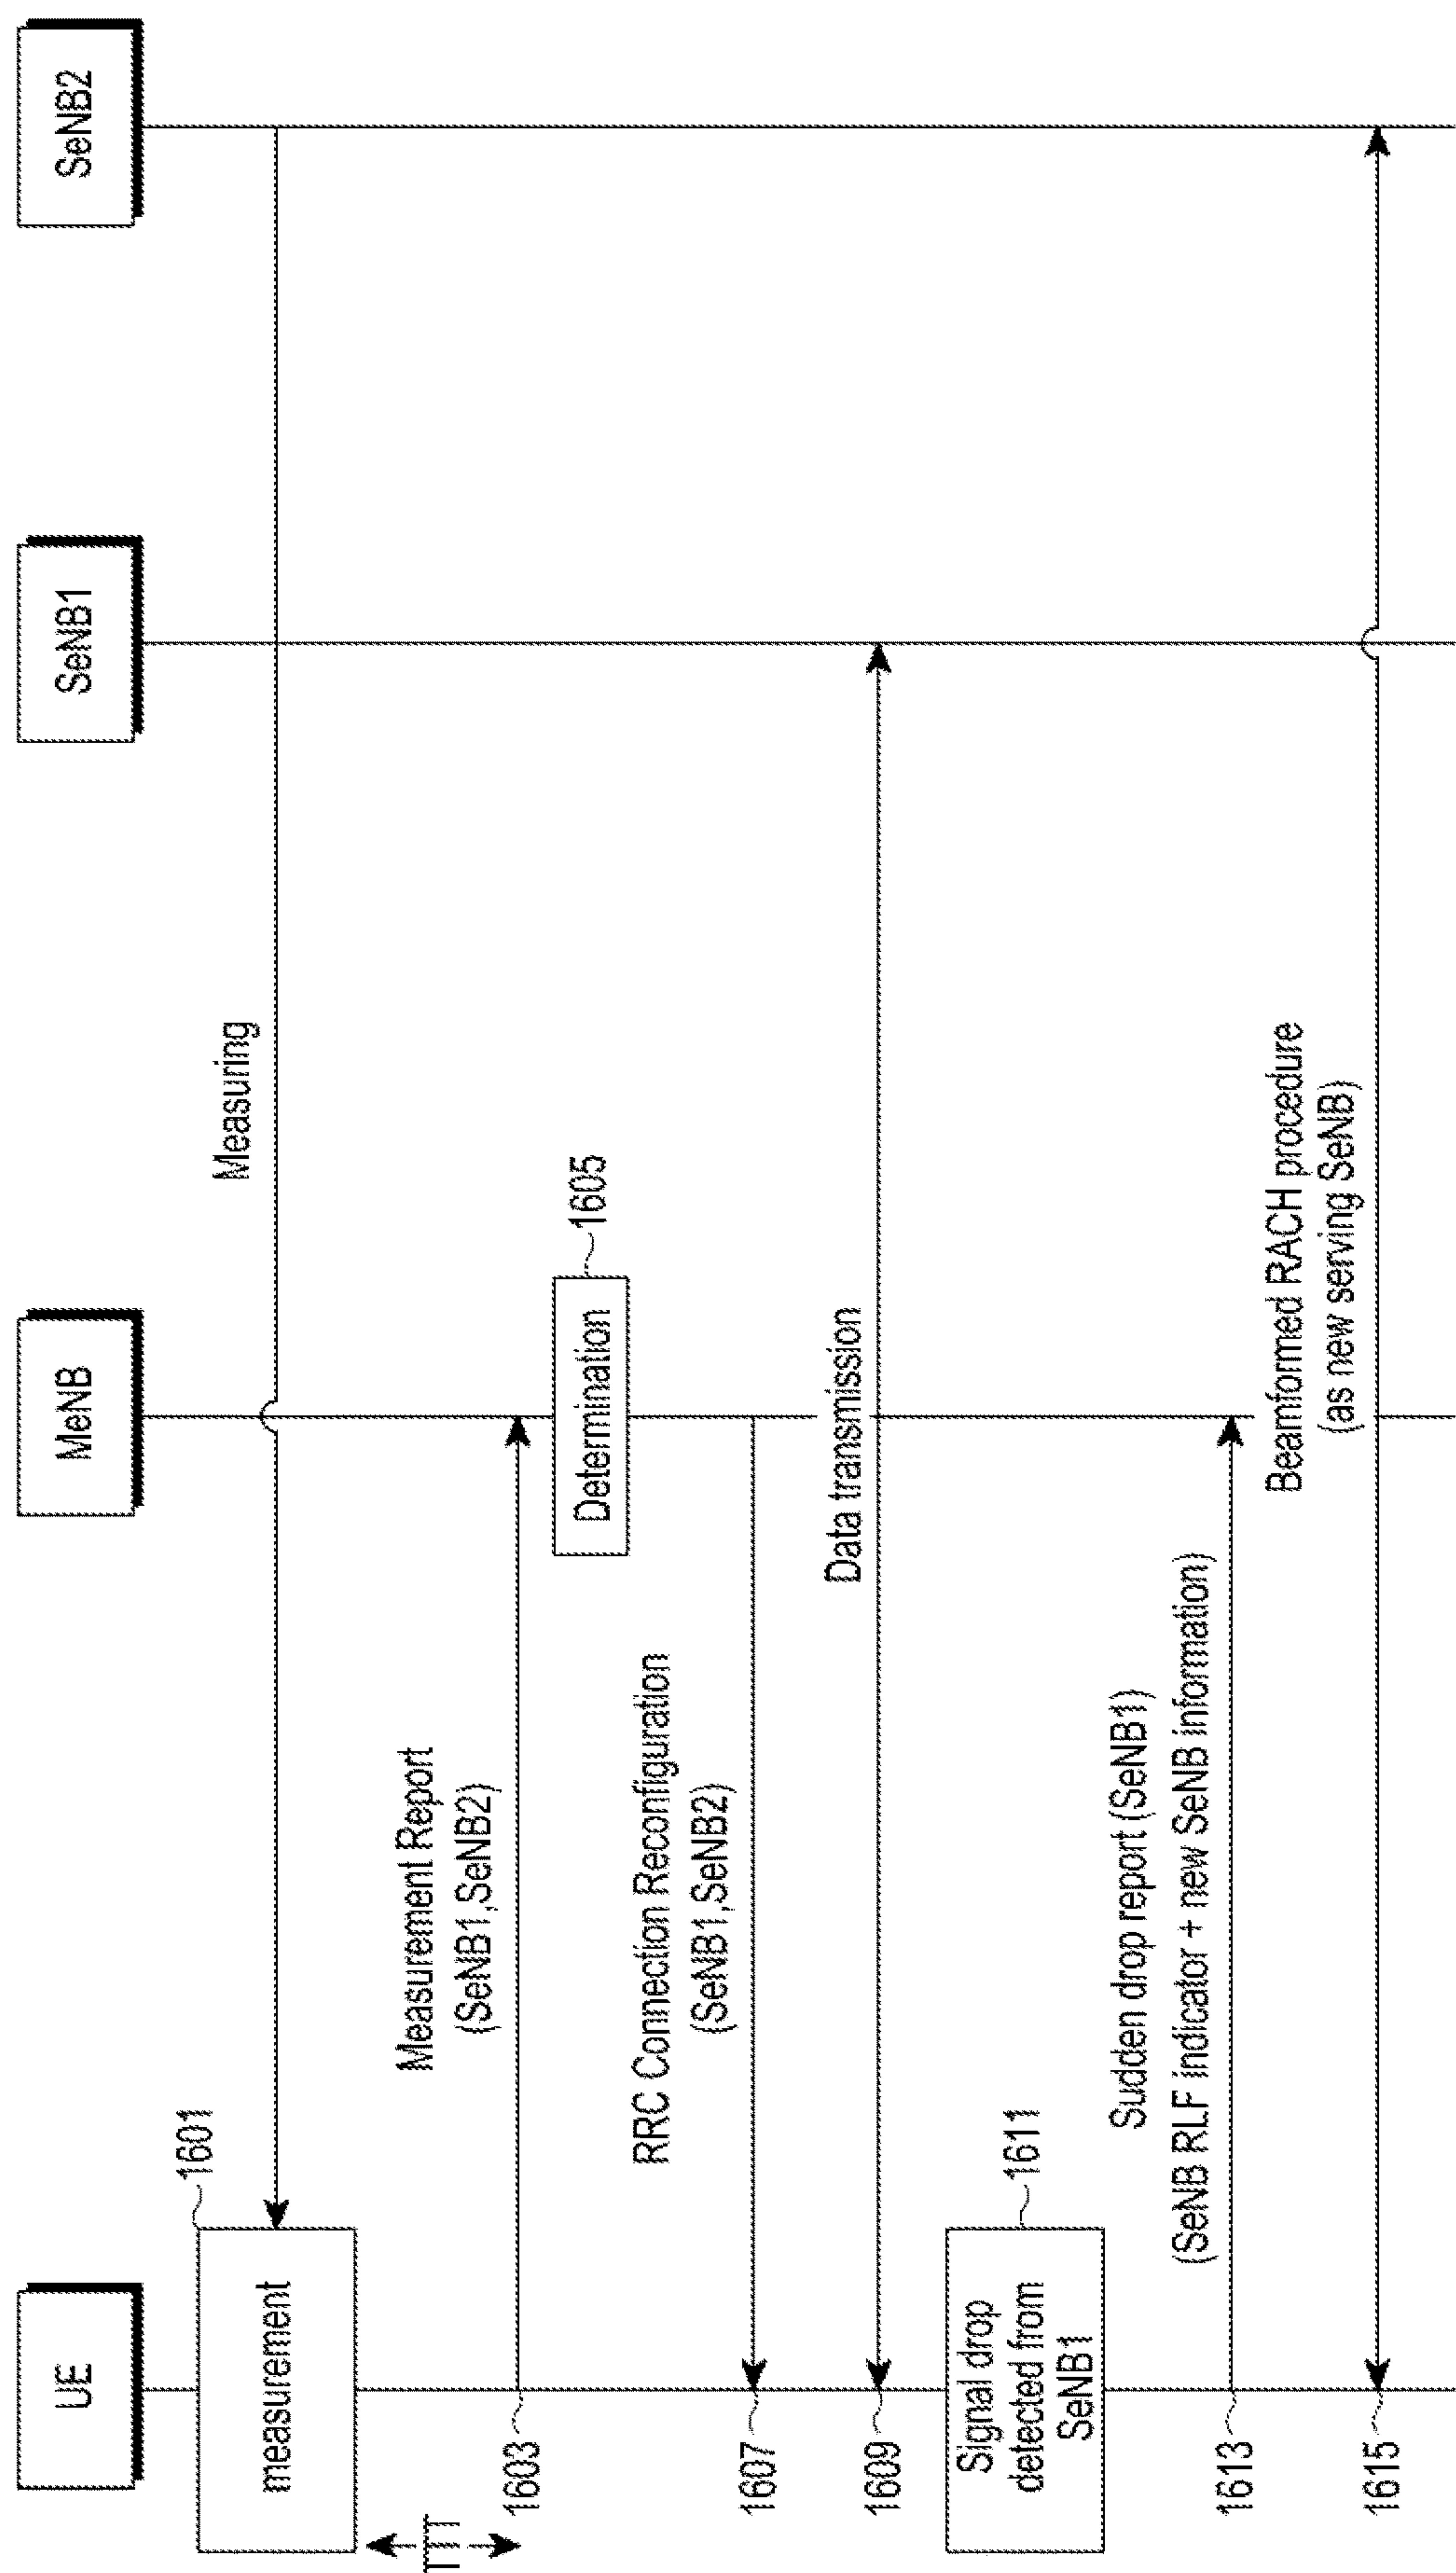 UE
MeNB
SeNB1
SeNB2
Measuring
1601
measurement
TTT
Measurement Report
(SeNB1,SeNB2)
1603
Determination
1605
RRC Connection Reconfiguration
(SeNB1,SeNB2)
1607
Data transmission
1609
Signal drop
detected from
SeNB1
1611
Sudden drop report (SeNB1)
(SeNB RLF indicator + new SeNB information)
1613
Beamformed RACH procedure
(as new serving SeNB)
1615